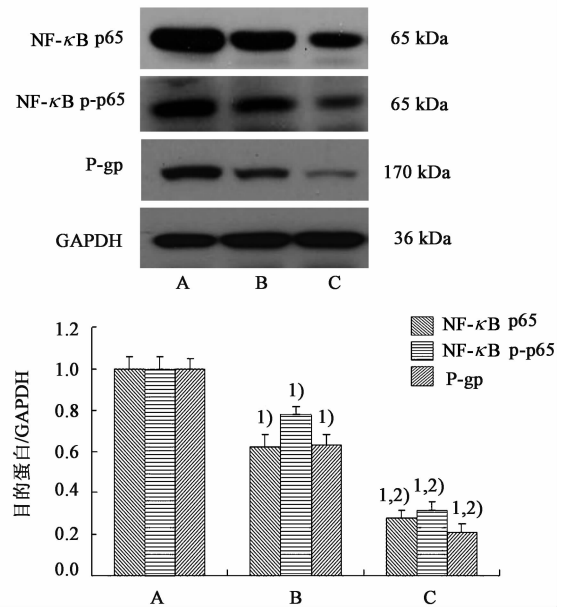 NF-κB p65 65 kDa
NF-κB p-p65 65 kDa
P-gp 170 kDa
GAPDH 36 kDa
A B C
NF-κB p65
NF-κB p-p65
P-gp
目的蛋白/GAPDH
1.2
1.0
0.8
0.6
0.4
0.2
0.0
1) 1) 1)
1,2) 1,2) 1,2)
A B C